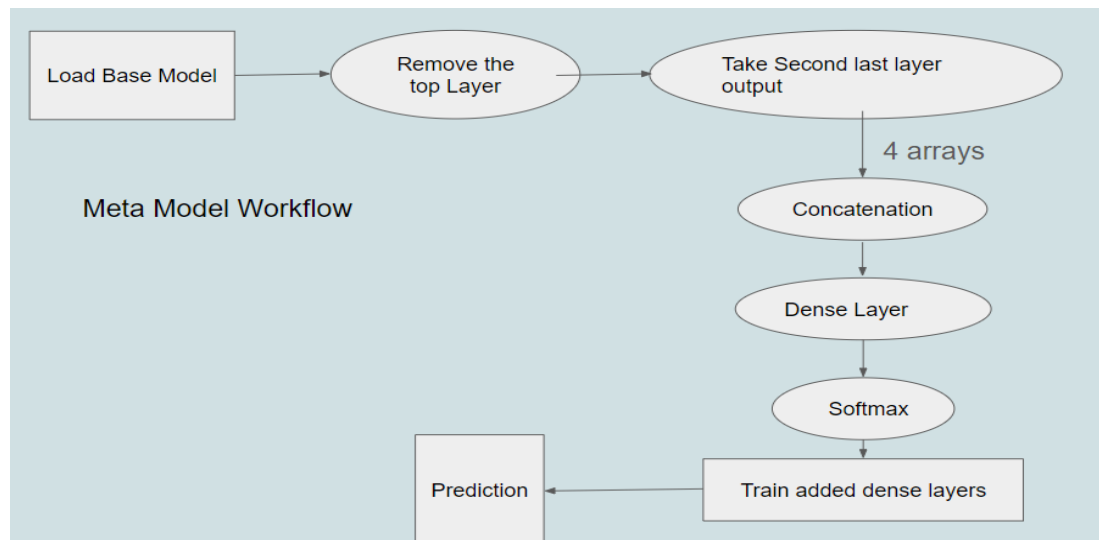 Load Base Model
Remove the
top Layer
Take Second last layer
output
4 arrays
Meta Model Workflow
Concatenation
Dense Layer
Softmax
Train added dense layers
Prediction